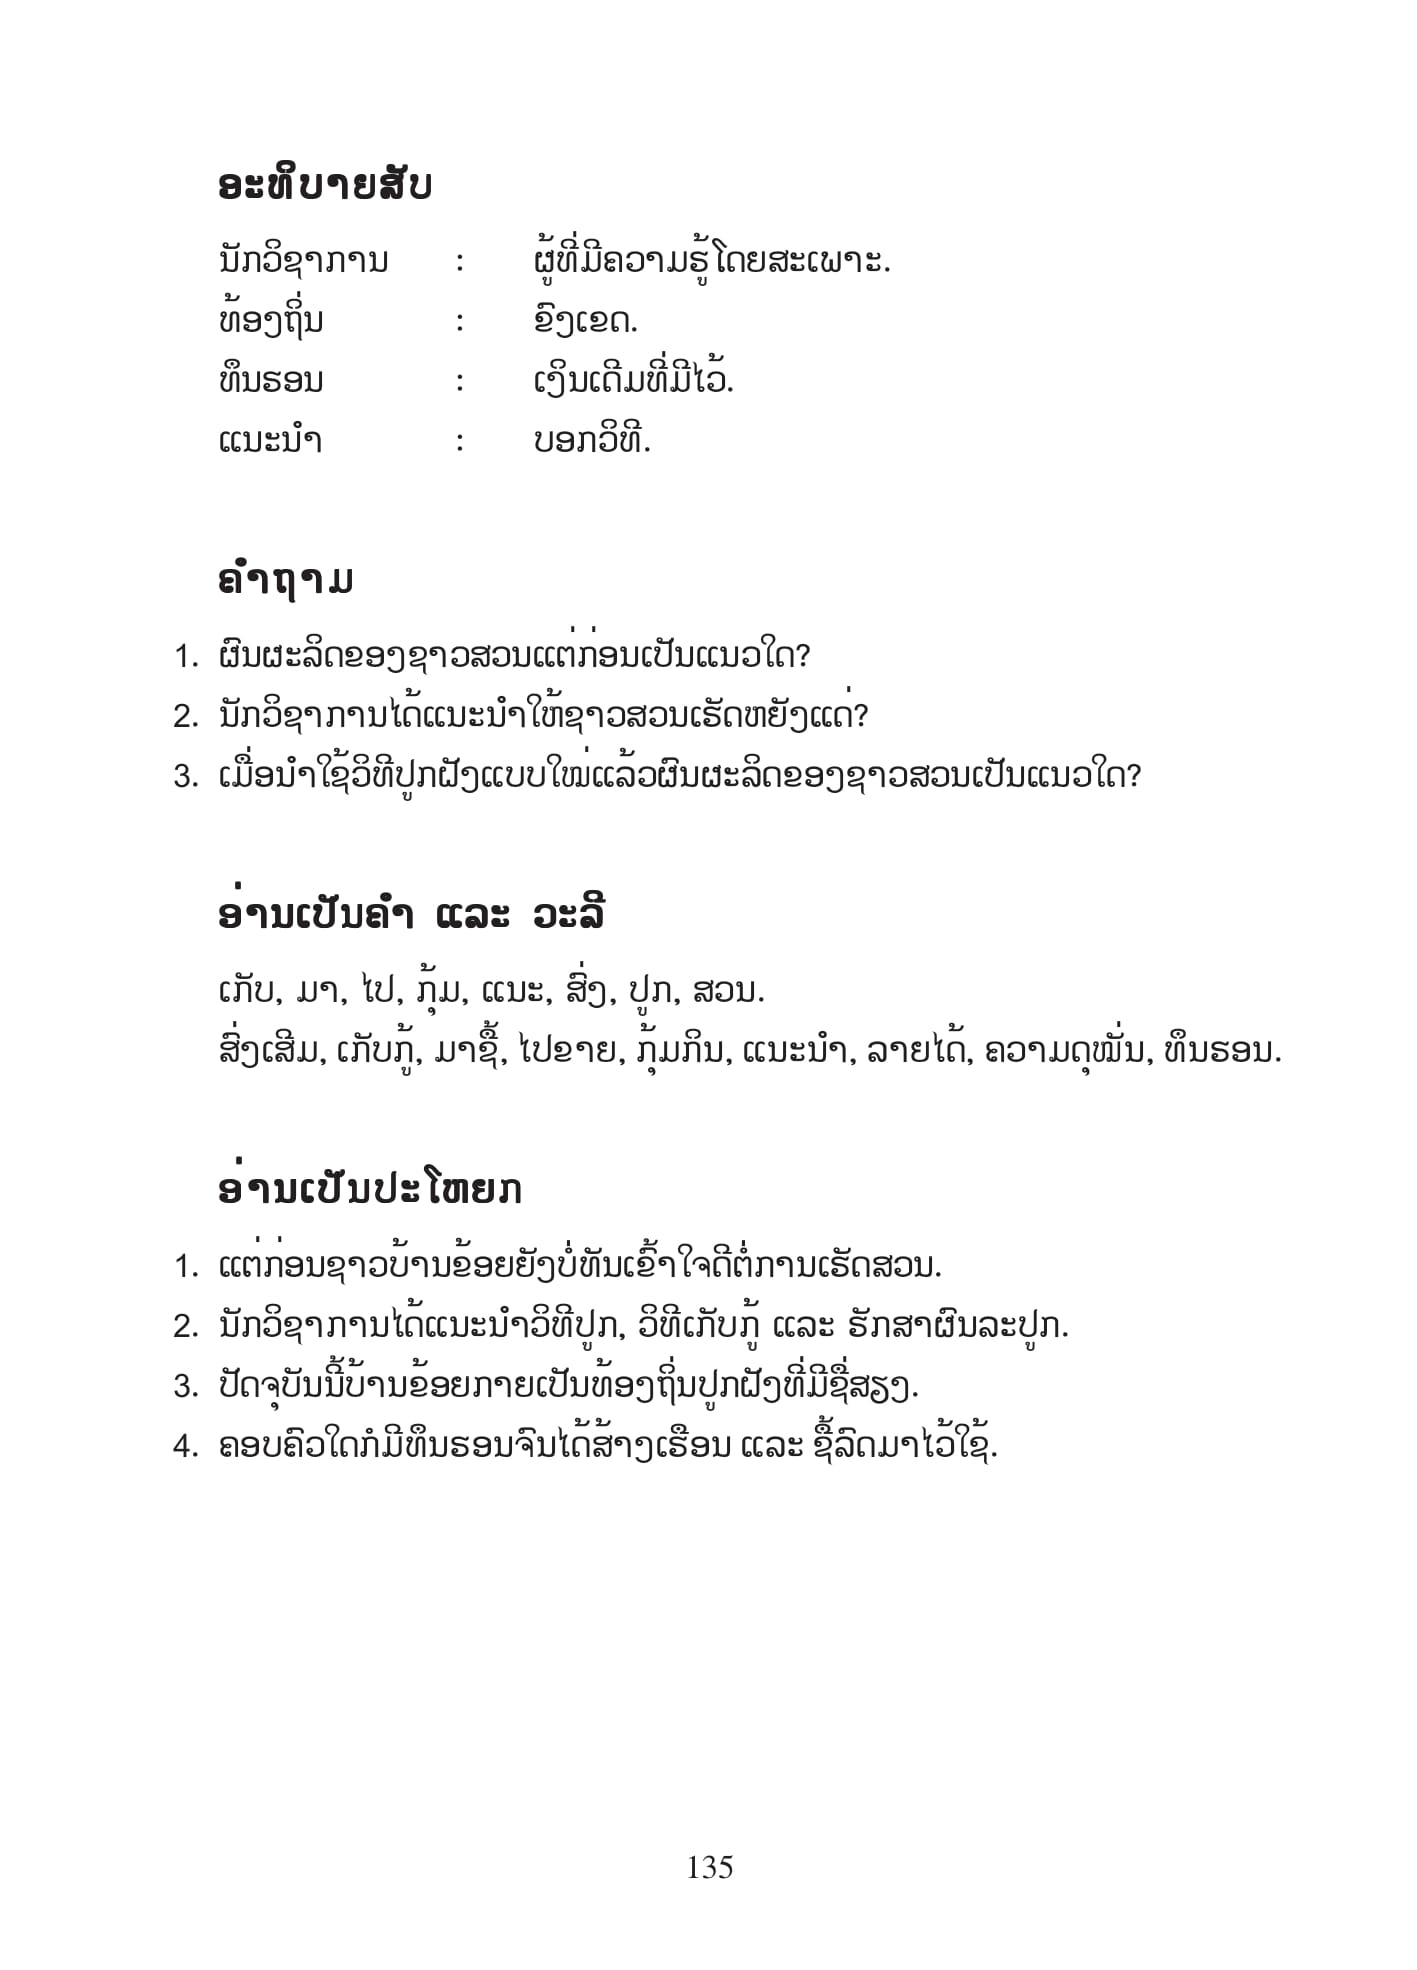 ອະທິບາຍສັບ
ນັກວິຊາການ : ຜູ້ທີ່ມີຄວາມຮູ້ໂດຍສະເພາະ.
ທ້ອງຖິ່ນ : ຂົງເຂດ.
ທຶນຮອນ : ເງິນເດີມທີ່ມີໄວ້.
ແນະນຳ : ບອກວິທີ.
ຄຳຖາມ
1. ຜົນຜະລິດຂອງຊາວສວນແຕ່ກ່ອນເປັນແນວໃດ?
2. ນັກວິຊາການໄດ້ແນະນຳໃຫ້ຊາວສວນເຮັດຫຍັງແດ່?
3. ເມື່ອນຳໃຊ້ວິທີປູກຝັງແບບໃໝ່ແລ້ວຜົນຜະລິດຂອງຊາວສວນເປັນແນວໃດ?
ອ່ານເປັນຄຳ ແລະ ວະລີ
ເກັບ, ມາ, ໄປ, ກຸ້ມ, ແນະ, ສົ່ງ, ປູກ, ສວນ.
ສົ່ງເສີມ, ເກັບກູ້, ມາຊື້, ໄປຂາຍ, ກຸ້ມກິນ, ແນະນຳ, ລາຍໄດ້, ຄວາມດຸໝັ່ນ, ທຶນຮອນ.
ອ່ານເປັນປະໂຫຍກ
1. ແຕ່ກ່ອນຊາວບ້ານຂ້ອຍຍັງບໍ່ທັນເຂົ້າໃຈດີຕໍ່ການເຮັດສວນ.
2. ນັກວິຊາການໄດ້ແນະນຳວິທີປູກ, ວິທີເກັບກູ້ ແລະ ຮັກສາຜົນລະປູກ.
3. ປັດຈຸບັນນີ້ບ້ານຂ້ອຍກາຍເປັນທ້ອງຖິ່ນປູກຝັງທີ່ມີຊື່ສຽງ.
4. ຄອບຄົວໃດກໍມີທຶນຮອນຈົນໄດ້ສ້າງເຮືອນ ແລະ ຊື້ລົດມາໄວ້ໃຊ້.
135